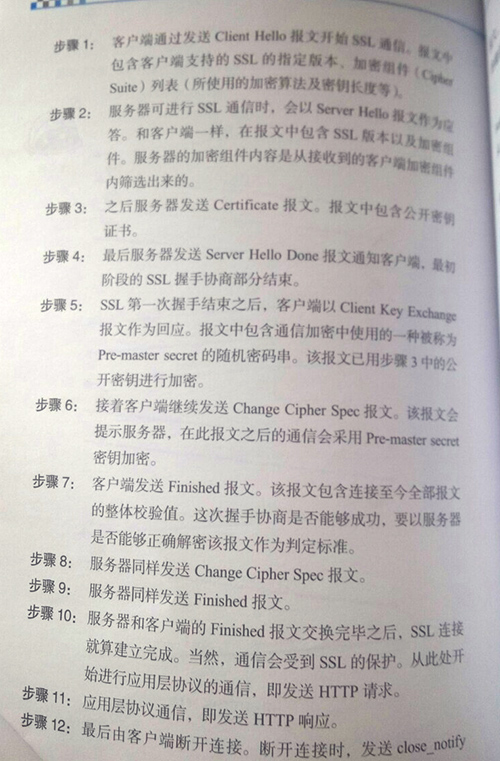 步骤 1： 客户端通过发送 Client Hello 报文开始 SSL 通信。报文中
包含客户端支持的 SSL 的指定版本、加密组件（Cipher
Suite）列表（所使用的加密算法及密钥长度等）。
步骤 2： 服务器可进行 SSL 通信时，会以 Server Hello 报文作为应
答。和客户端一样，在报文中包含 SSL 版本以及加密组
件。服务器的加密组件内容是从接收到的客户端加密组件
内筛选出来的。
步骤 3： 之后服务器发送 Certificate 报文。报文中包含公开密钥
证书。
步骤 4： 最后服务器发送 Server Hello Done 报文通知客户端，最初
阶段的 SSL 握手协商部分结束。
步骤 5： SSL 第一次握手结束之后，客户端以 Client Key Exchange
报文作为回应。报文中包含通信加密中使用的一种被称为
Pre-master secret 的随机密码串。该报文已用步骤 3 中的公
开密钥进行加密。
步骤 6： 接着客户端继续发送 Change Cipher Spec 报文。该报文会
提示服务器，在此报文之后的通信会采用 Pre-master secret
密钥加密。
步骤 7： 客户端发送 Finished 报文。该报文包含连接至今全部报文
的整体校验值。这次握手协商是否能够成功，要以服务器
是否能够正确解密该报文作为判定标准。
步骤 8： 服务器同样发送 Change Cipher Spec 报文。
步骤 9： 服务器同样发送 Finished 报文。
步骤 10： 服务器和客户端的 Finished 报文交换完毕之后，SSL 连接
就算建立完成。当然，通信会受到 SSL 的保护。从此处开
始进行应用层协议的通信，即发送 HTTP 请求。
步骤 11： 应用层协议通信，即发送 HTTP 响应。
步骤 12： 最后由客户端断开连接。断开连接时，发送 close_notify